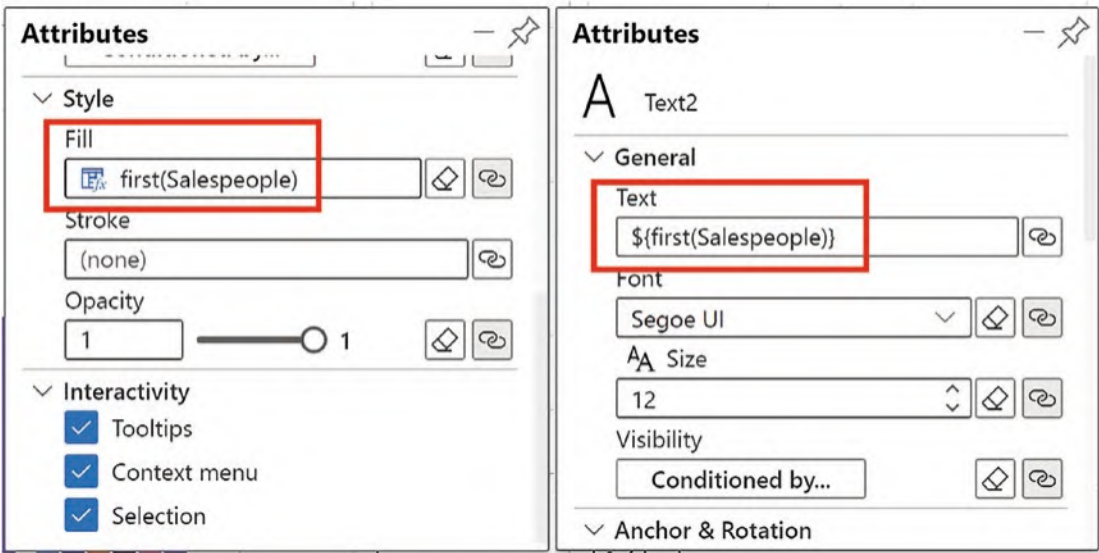 Attributes
Style
Fill
first(Salespeople)
Stroke
(none)
Opacity
1
1
Interactivity
Tooltips
Context menu
Selection
Attributes
A
Text2
General
Text
${first(Salespeople)}
Font
Segoe UI
AA Size
12
Visibility
Conditioned by...
Anchor & Rotation